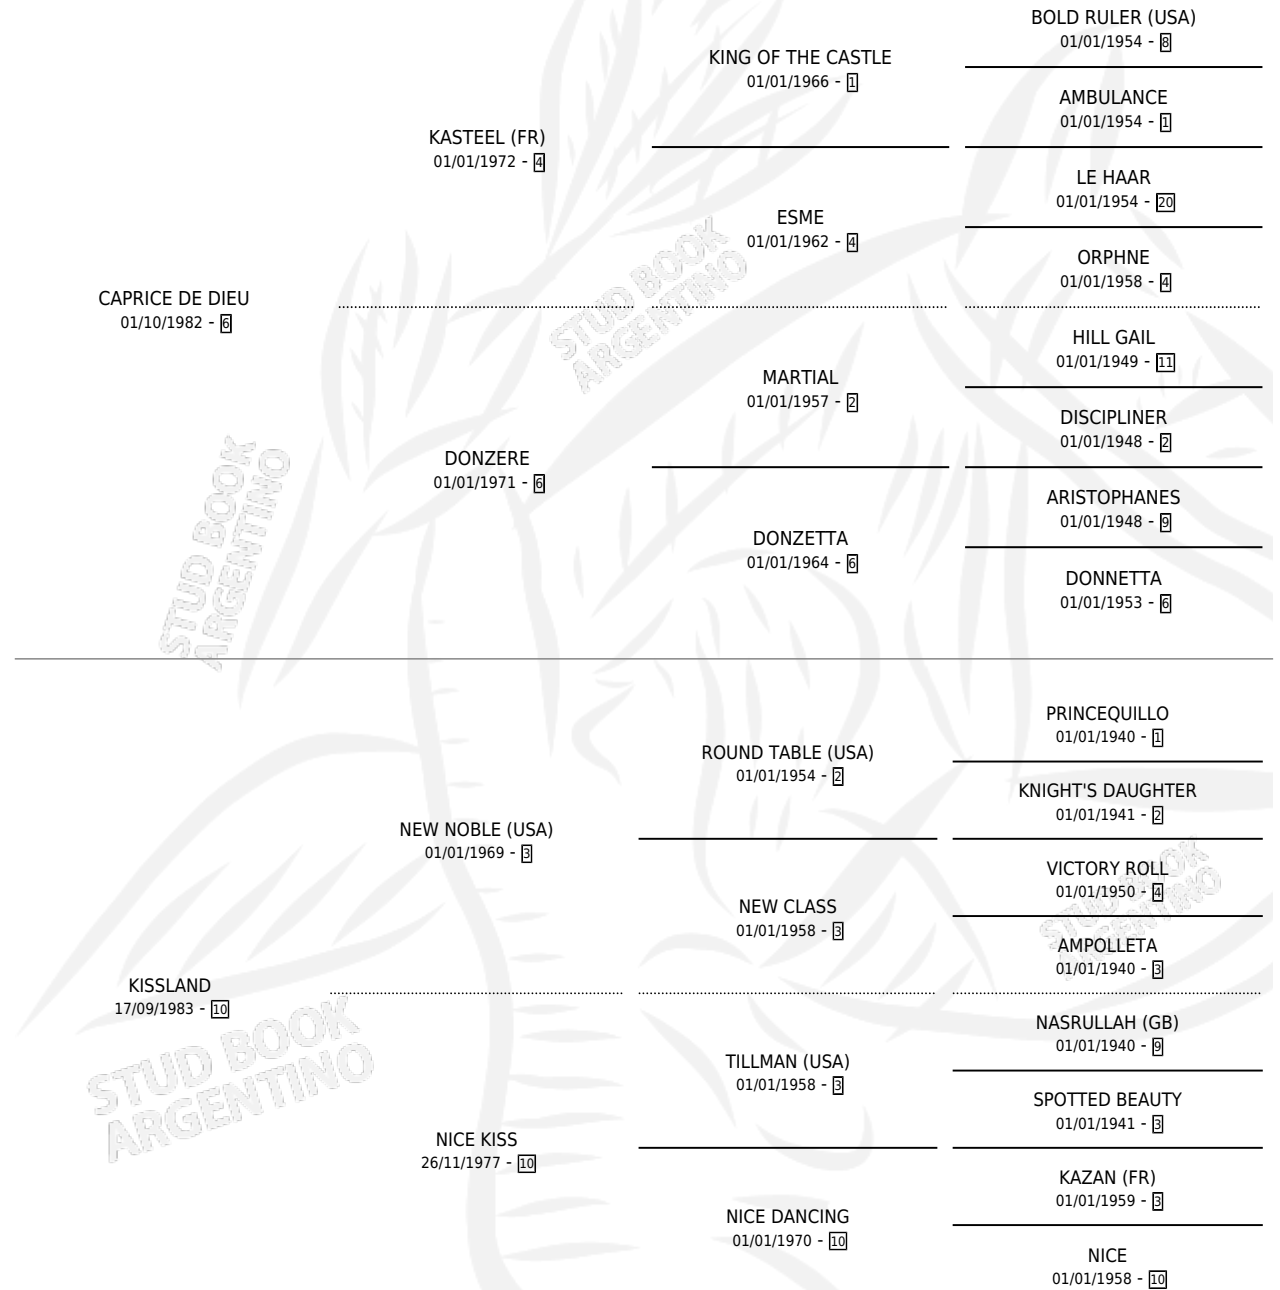 BOLD RULER (USA)
01/01/1954 - 8
KING OF THE CASTLE
01/01/1966 - 1
AMBULANCE
01/01/1954 - 1
KASTEEL (FR)
01/01/1972 - 4
LE HAAR
01/01/1954 - 20
ESME
01/01/1962 - 4
ORPHNE
01/01/1958 - 4
CAPRICE DE DIEU
01/10/1982 - 6
HILL GAIL
01/01/1949 - 11
MARTIAL
01/01/1957 - 2
DISCIPLINER
01/01/1948 - 2
DONZERE
01/01/1971 - 6
ARISTOPHANES
01/01/1948 - 9
DONZETTA
01/01/1964 - 6
DONNETTA
01/01/1953 - 6
STUD BOOK
ARGENTINO
STUD BOOK
ARGENTINO
PRINCEQUILLO
01/01/1940 - 1
ROUND TABLE (USA)
01/01/1954 - 2
KNIGHT'S DAUGHTER
01/01/1941 - 2
NEW NOBLE (USA)
01/01/1969 - 3
VICTORY ROLL
01/01/1950 - 4
NEW CLASS
01/01/1958 - 3
AMPOLLETA
01/01/1940 - 3
KISSLAND
17/09/1983 - 10
NASRULLAH (GB)
01/01/1940 - 9
TILLMAN (USA)
01/01/1958 - 3
SPOTTED BEAUTY
01/01/1941 - 3
NICE KISS
26/11/1977 - 10
KAZAN (FR)
01/01/1959 - 3
NICE DANCING
01/01/1970 - 10
NICE
01/01/1958 - 10
STUD BOOK
ARGENTINO
STUD BOOK
ARGENTINO